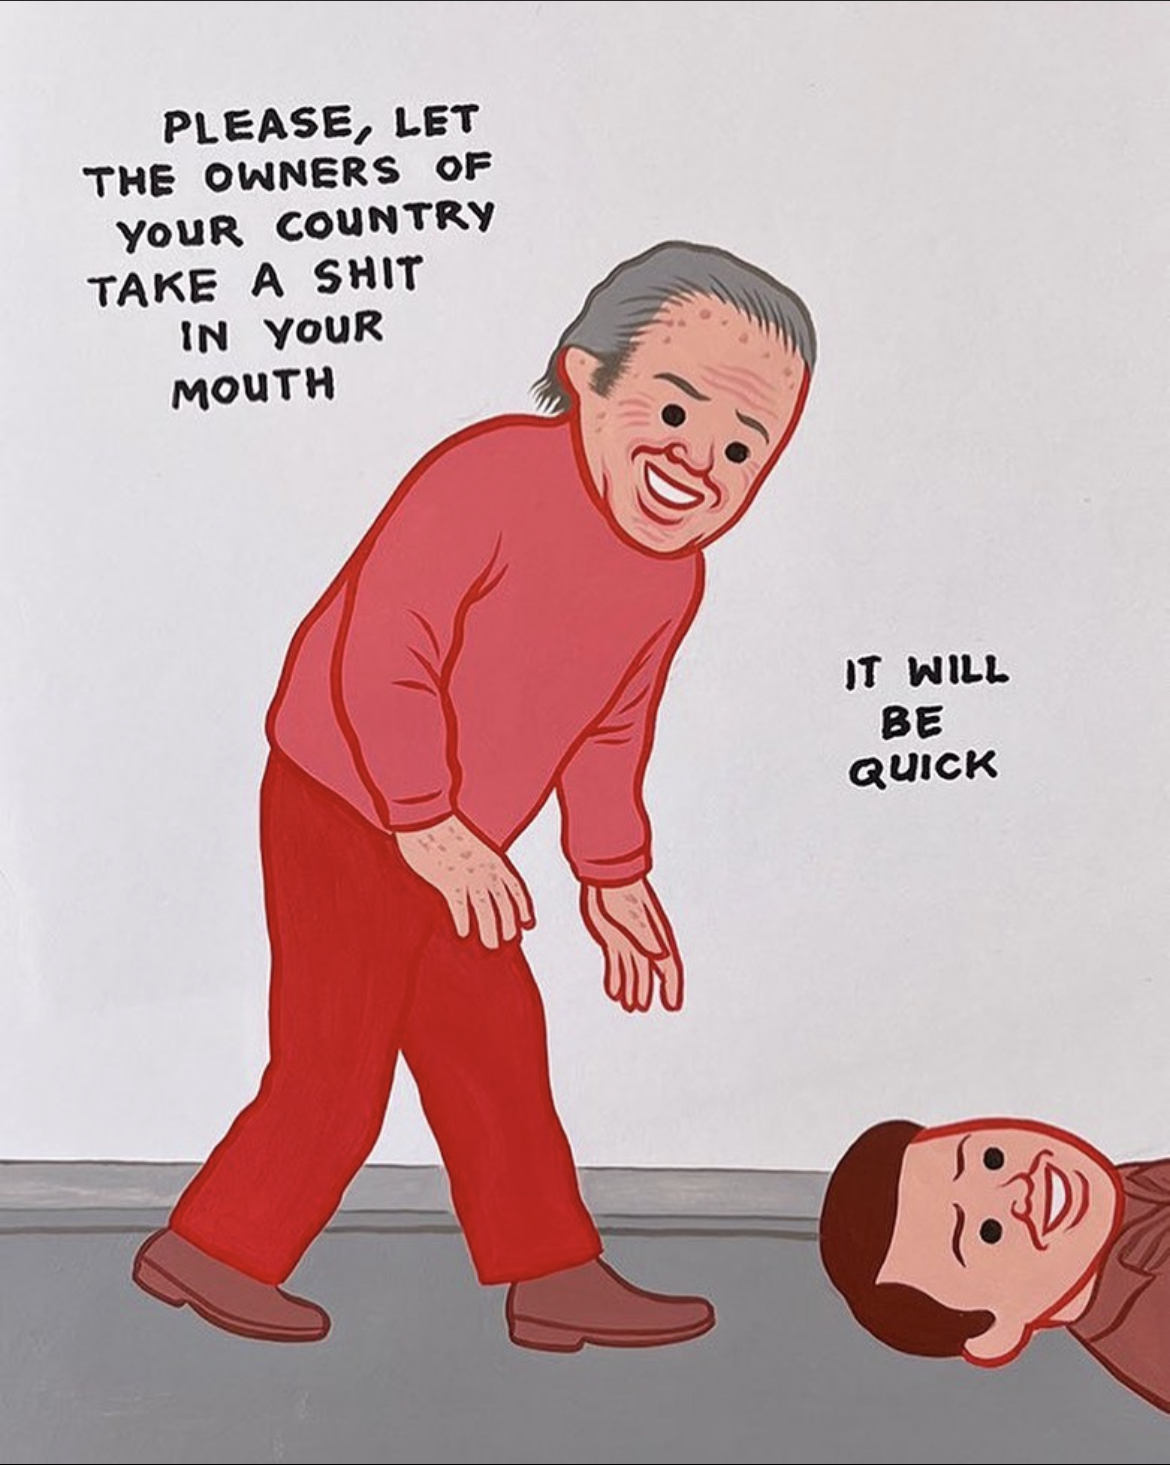 PLEASE, LET
THE OWNERS OF
YOUR COUNTRY
TAKE A SHIT
IN YOUR
MOUTH
IT WILL
BE
QUICK